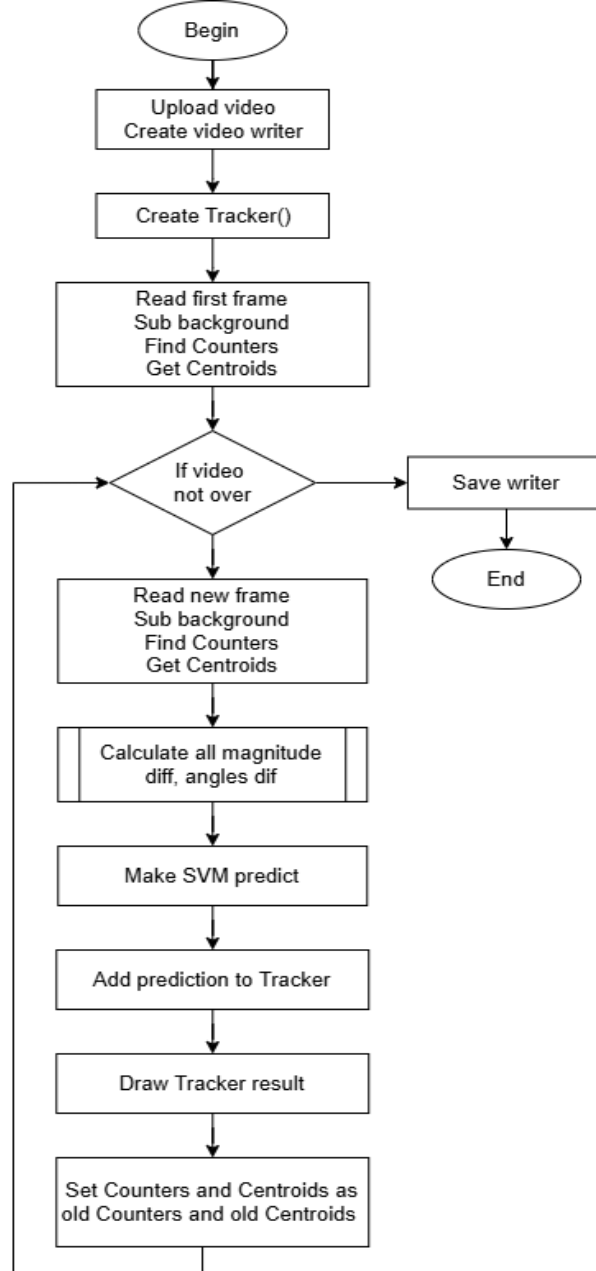 Begin
Upload video
Create video writer
Create Tracker()
Read first frame
Sub background
Find Counters
Get Centroids
If video
not over
Save writer
End
Read new frame
Sub background
Find Counters
Get Centroids
Calculate all magnitude
diff, angles dif
Make SVM predict
Add prediction to Tracker
Draw Tracker result
Set Counters and Centroids as
old Counters and old Centroids